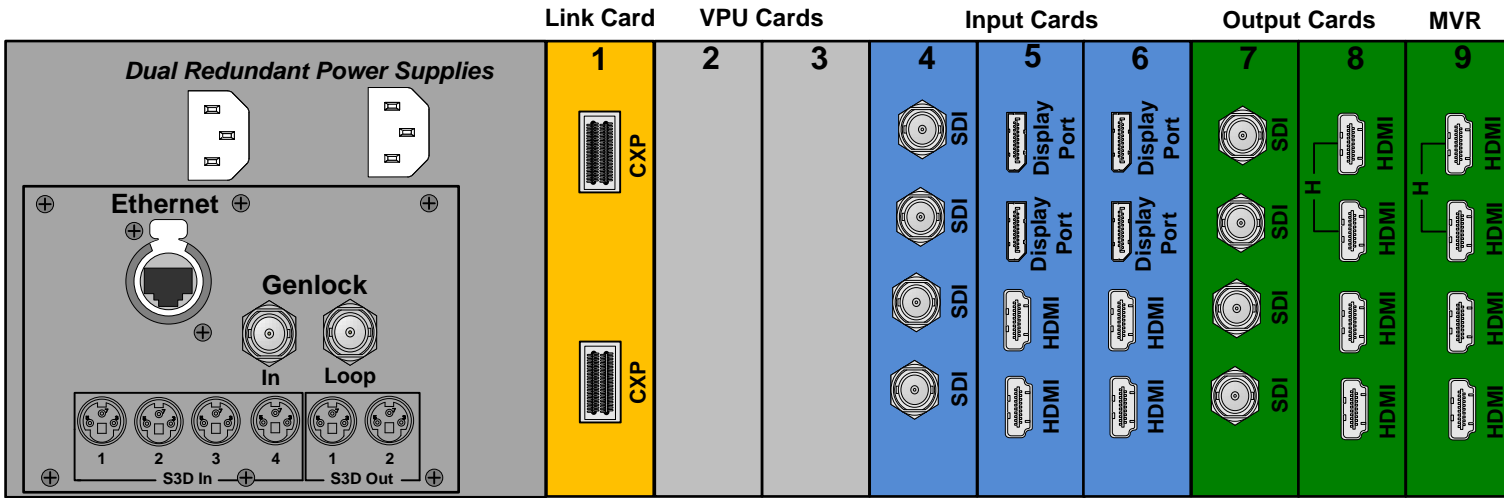 Link Card VPU Cards Input Cards Output Cards MVR
Dual Redundant Power Supplies
1 2 3 4 5 6 7 8 9
CXP
CXP
SDI
SDI
SDI
SDI
Display
Port
Display
Port
HDMI
HDMI
Display
Port
Display
Port
HDMI
HDMI
SDI
SDI
SDI
SDI
H
HDMI
HDMI
HDMI
HDMI
H
HDMI
HDMI
HDMI
HDMI
Ethernet
Genlock
In Loop
1 2 3 4 1 2
S3D In S3D Out